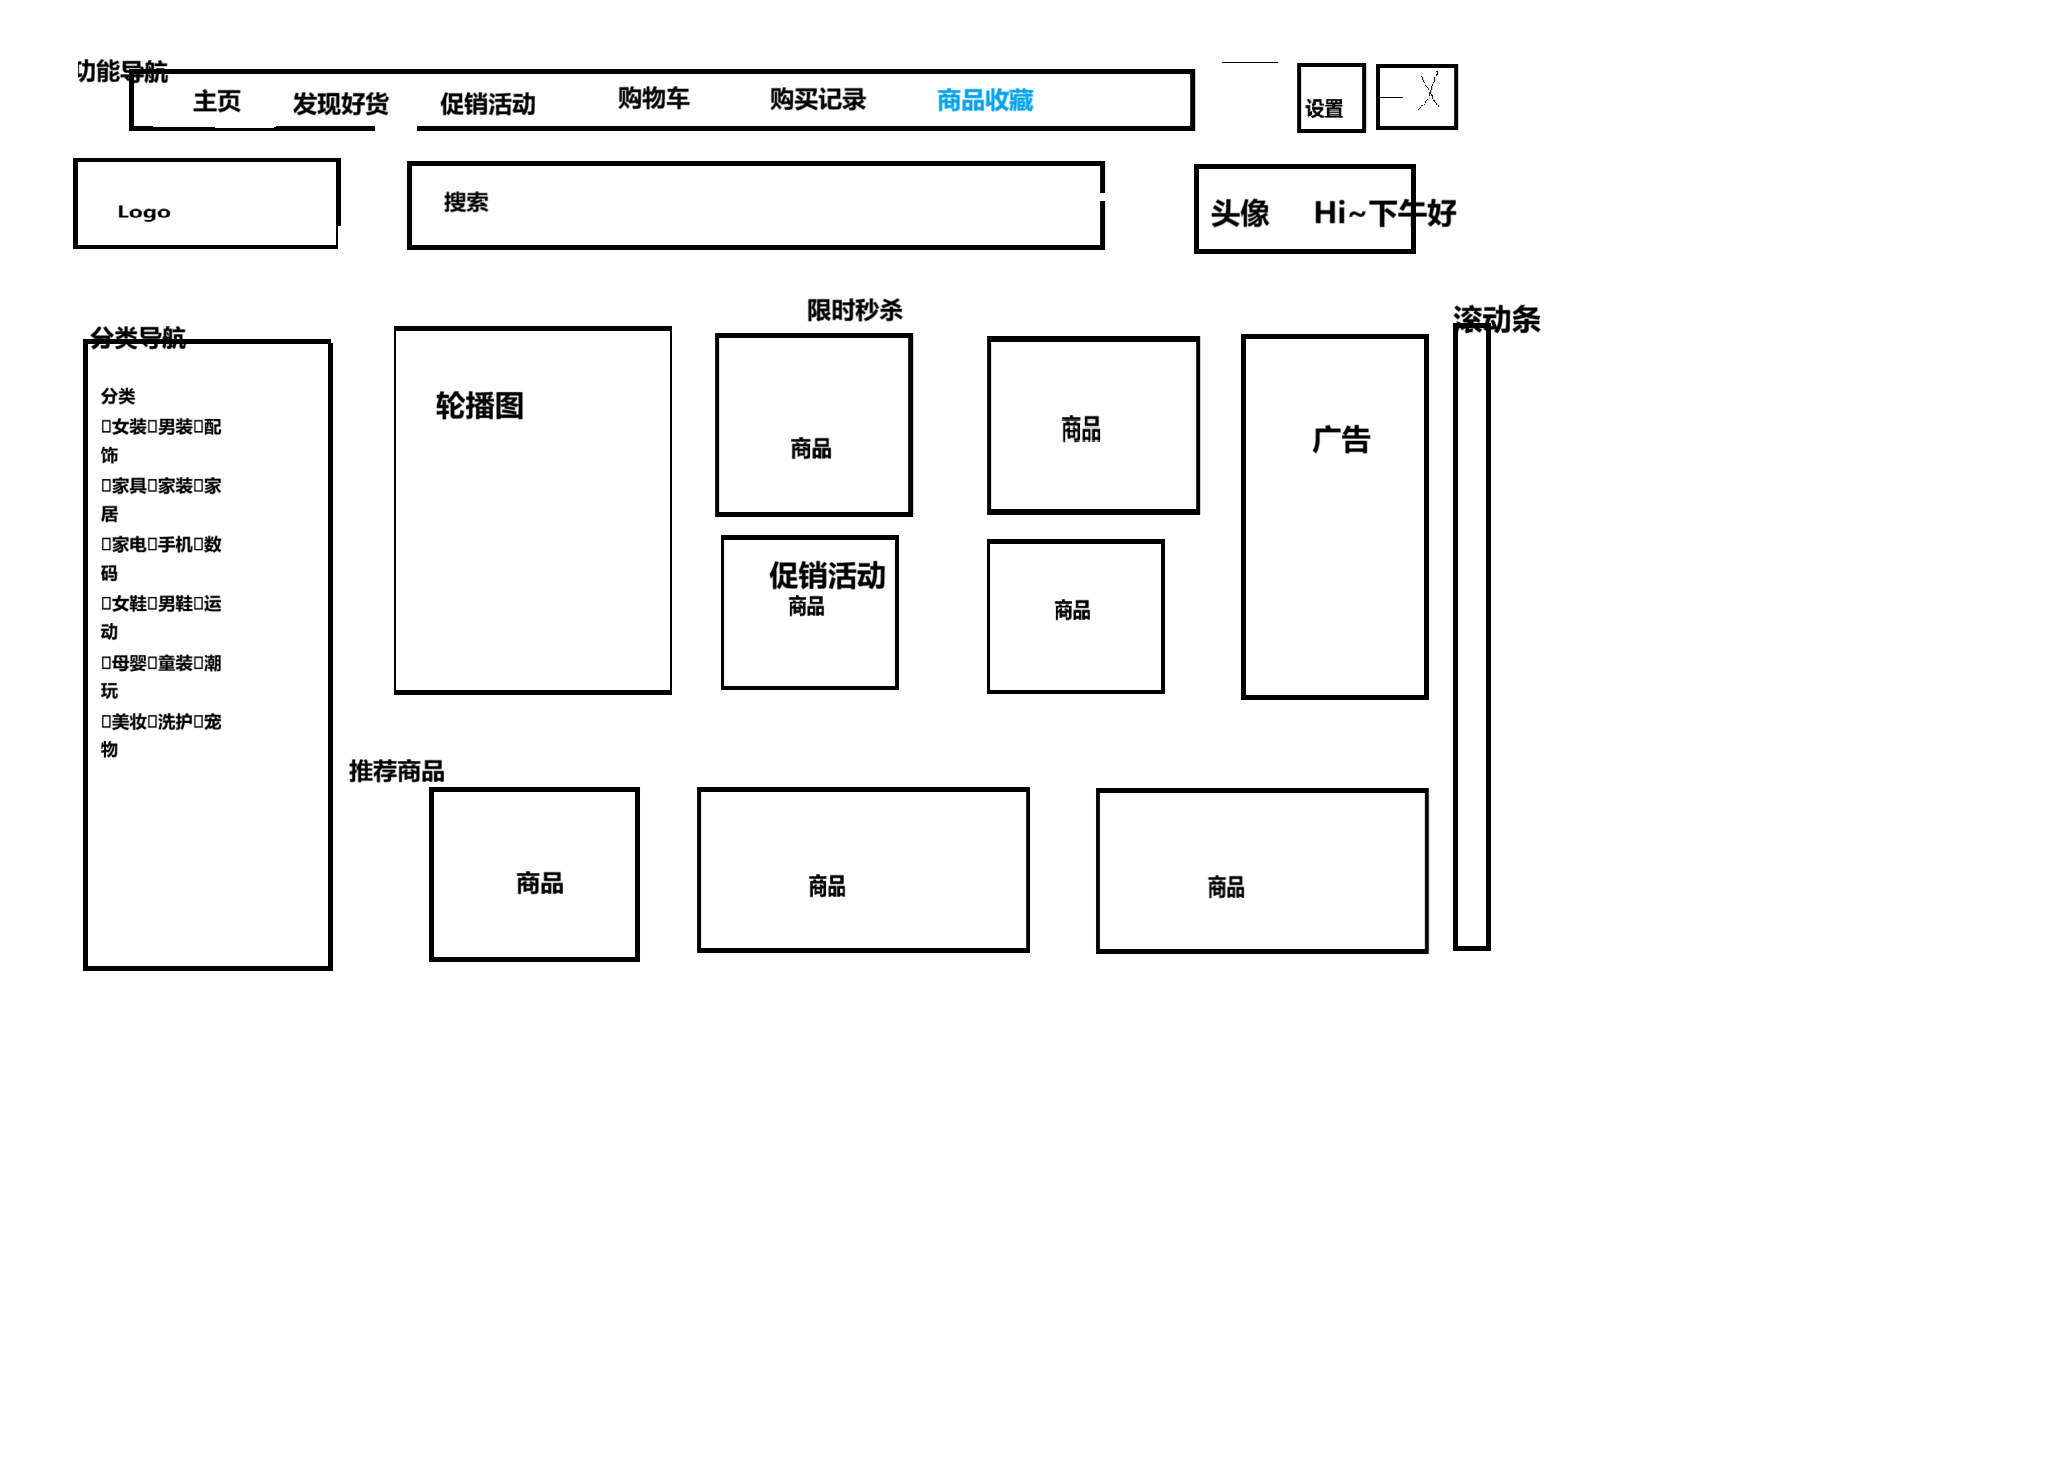 功能导航
主页
发现好货
促销活动
购物车
购买记录
商品收藏
设置
X
Logo
搜索
头像
Hi~下午好
限时秒杀
滚动条
分类导航
分类
▯女装▯男装▯配
饰
▯家具▯家装▯家
居
▯家电▯手机▯数
码
▯女鞋▯男鞋▯运
动
▯母婴▯童装▯潮
玩
▯美妆▯洗护▯宠
物
轮播图
商品
商品
广告
促销活动
商品
商品
推荐商品
商品
商品
商品